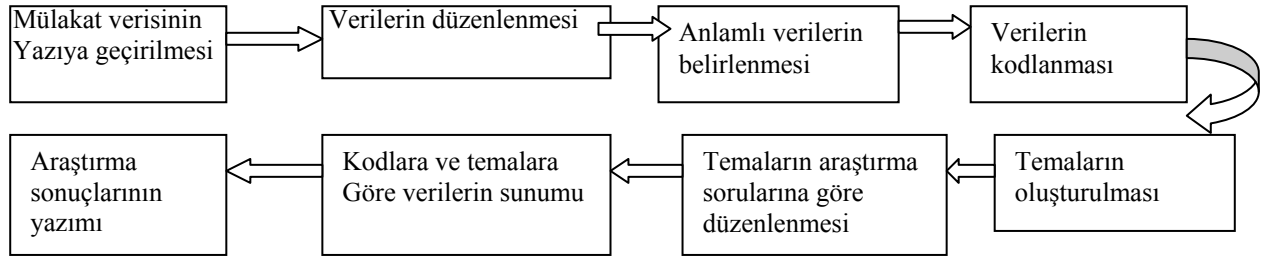 Mülakat verisinin
Yazıya geçirilmesi
Verilerin düzenlenmesi
Anlamlı verilerin
belirlenmesi
Verilerin
kodlanması
Temaların
oluşturulması
Temaların araştırma
sorularına göre
düzenlenmesi
Kodlara ve temalara
Göre verilerin sunumu
Araştırma
sonuçlarının
yazımı